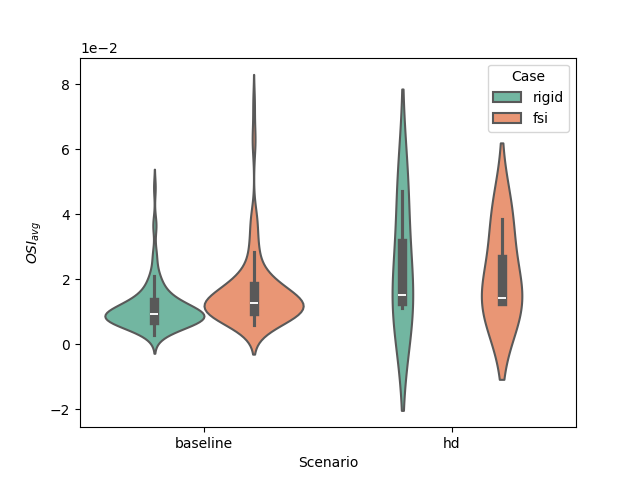 1e−2
8
6
4
2
0
−2
OSI_avg
baseline
hd
Scenario
Case
rigid
fsi